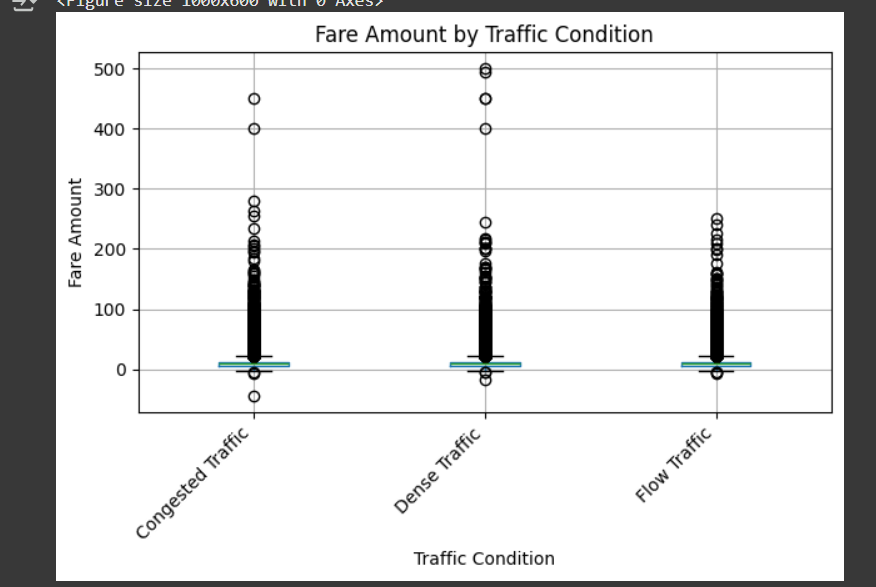 <Figure size 1000x600 with 0 Axes>
Fare Amount by Traffic Condition
Fare Amount
500
400
300
200
100
0
Congested Traffic
Dense Traffic
Flow Traffic
Traffic Condition